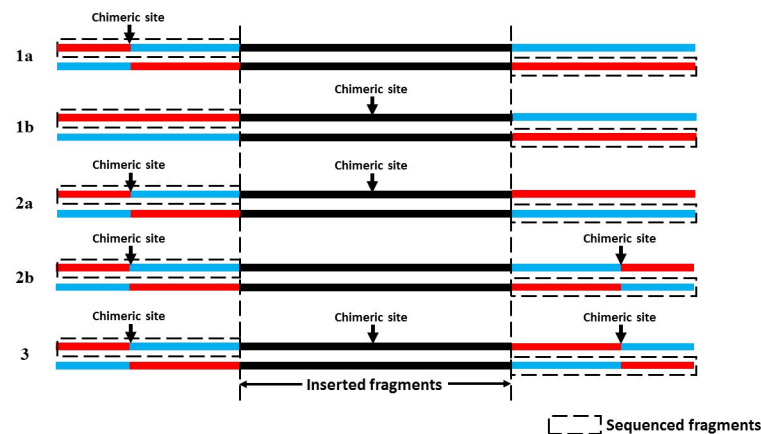 Chimeric site
1a
Chimeric site
1b
Chimeric site
Chimeric site
2a
Chimeric site
Chimeric site
2b
Chimeric site
Chimeric site
Chimeric site
3
Inserted fragments
Sequenced fragments